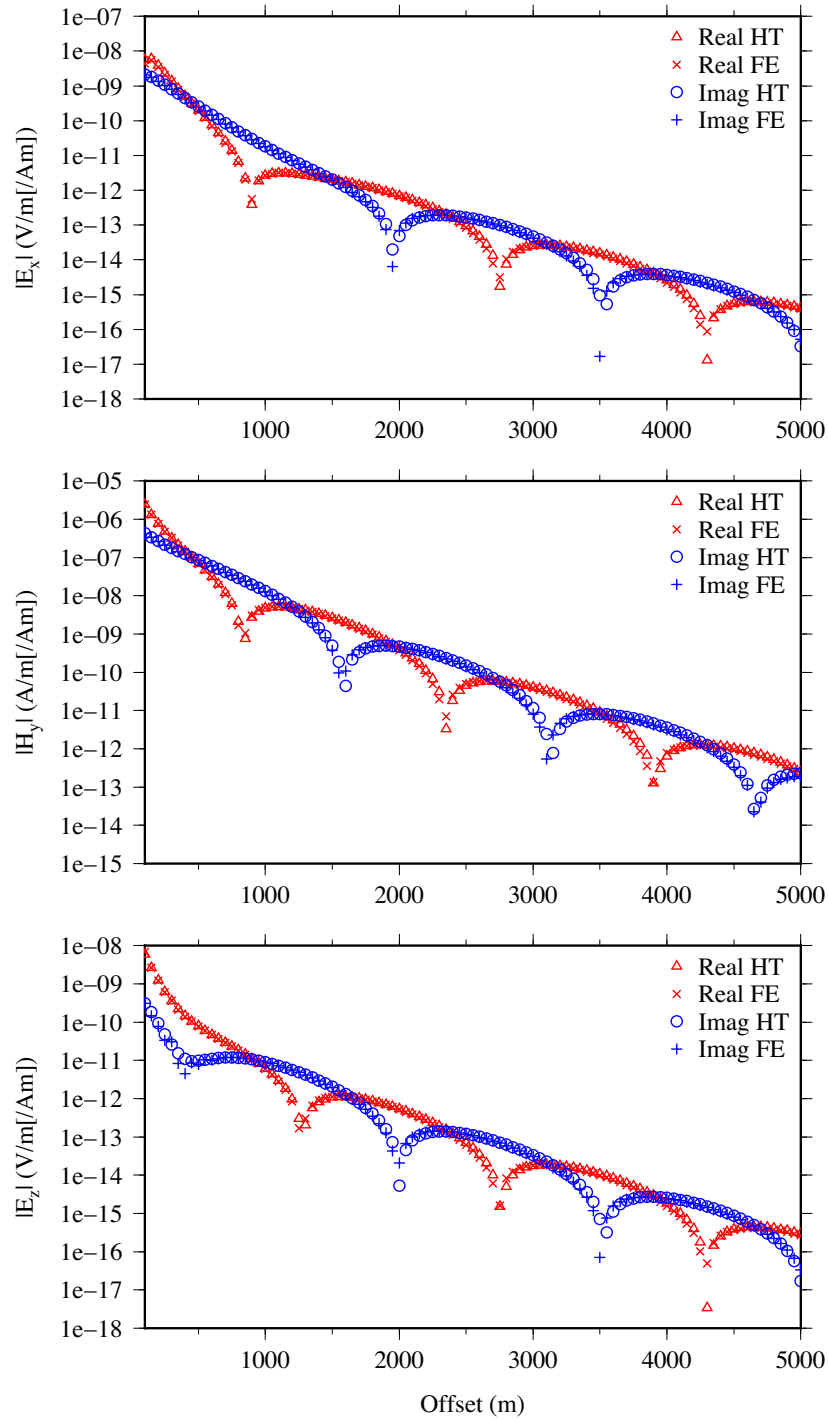 1e−07
1e−08
1e−09
1e−10
1e−11
1e−12
1e−13
1e−14
1e−15
1e−16
1e−17
1e−18
|E_x| (V/m[/Am])
Real HT
Real FE
Imag HT
Imag FE
1000 2000 3000 4000 5000
1e−05
1e−06
1e−07
1e−08
1e−09
1e−10
1e−11
1e−12
1e−13
1e−14
1e−15
|H_y| (A/m[/Am])
Real HT
Real FE
Imag HT
Imag FE
1000 2000 3000 4000 5000
1e−08
1e−09
1e−10
1e−11
1e−12
1e−13
1e−14
1e−15
1e−16
1e−17
1e−18
|E_z| (V/m[/Am])
Real HT
Real FE
Imag HT
Imag FE
1000 2000 3000 4000 5000
Offset (m)